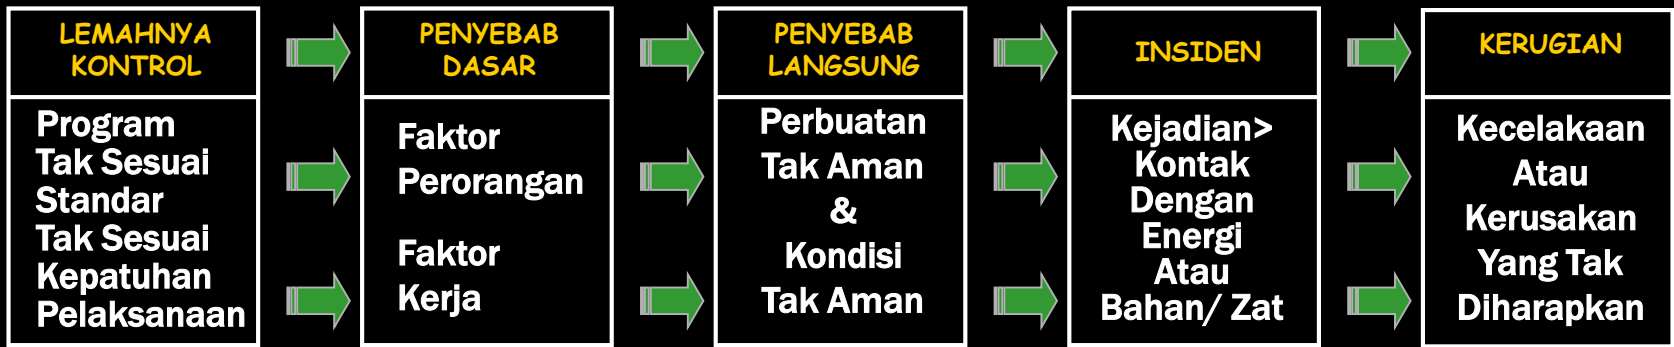 LEMAHNYA
KONTROL
Program
Tak Sesuai
Standar
Tak Sesuai
Kepatuhan
Pelaksanaan
PENYEBAB
DASAR
Faktor
Perorangan
Faktor
Kerja
PENYEBAB
LANGSUNG
Perbuatan
Tak Aman
&
Kondisi
Tak Aman
INSIDEN
Kejadian>
Kontak
Dengan
Energi
Atau
Bahan/ Zat
KERUGIAN
Kecelakaan
Atau
Kerusakan
Yang Tak
Diharapkan